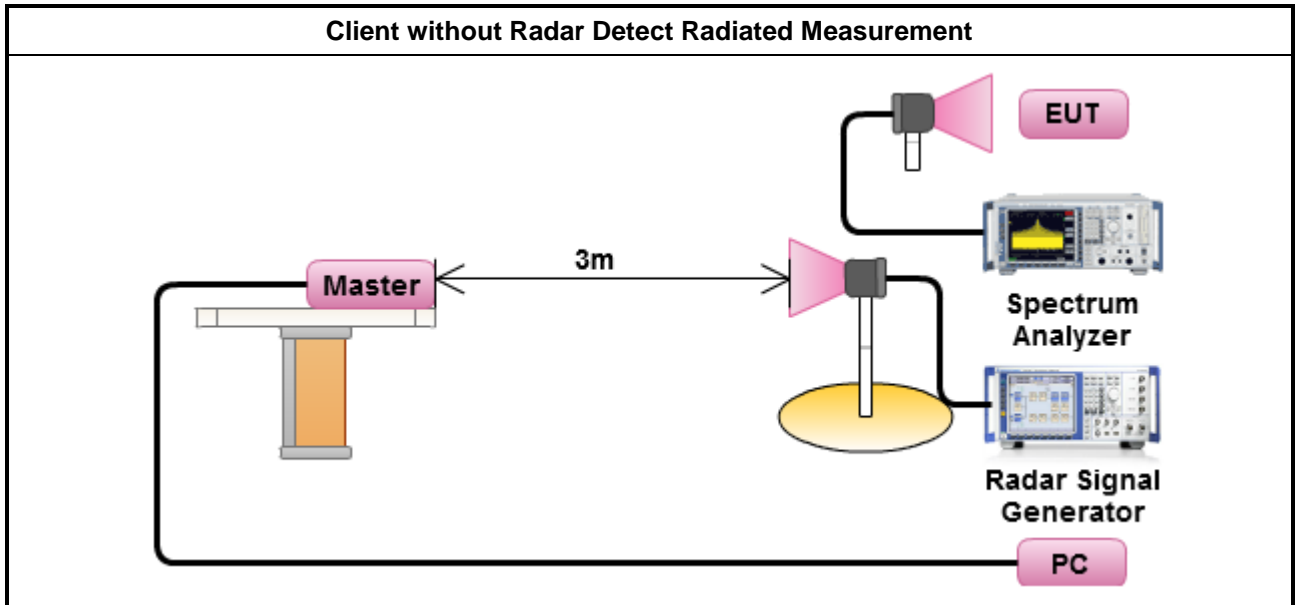 Client without Radar Detect Radiated Measurement
EUT
3m
Master
Spectrum
Analyzer
Radar Signal
Generator
PC